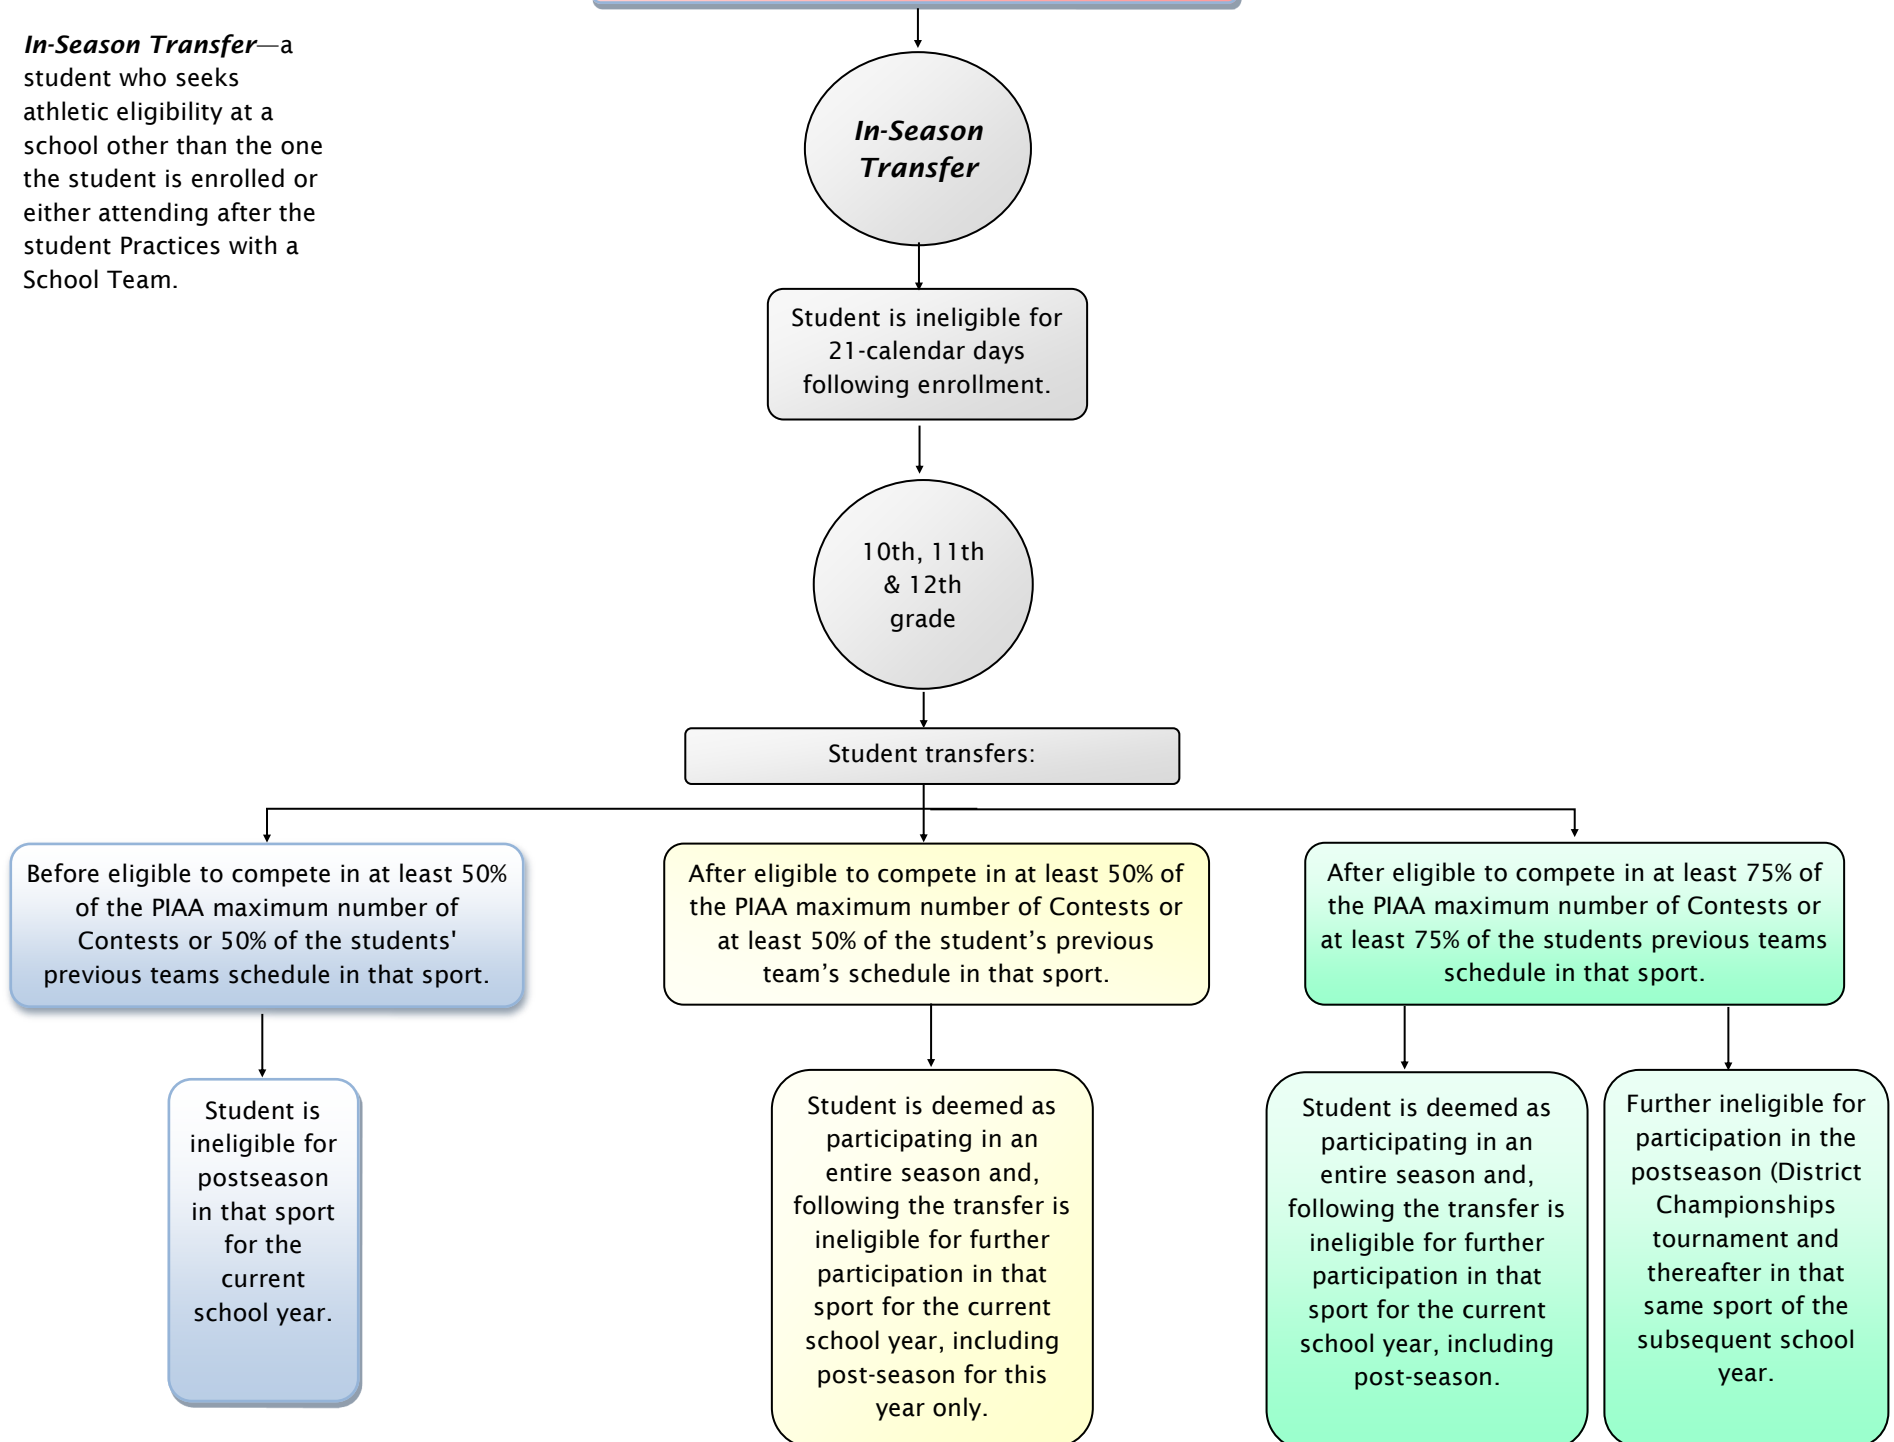 In-Season Transfer—a
student who seeks
athletic eligibility at a
school other than the one
the student is enrolled or
either attending after the
student Practices with a
School Team.
In-Season
Transfer
Student is ineligible for
21-calendar days
following enrollment.
10th, 11th
& 12th
grade
Student transfers:
Before eligible to compete in at least 50%
of the PIAA maximum number of
Contests or 50% of the students'
previous teams schedule in that sport.
After eligible to compete in at least 50% of
the PIAA maximum number of Contests or
at least 50% of the student’s previous
team’s schedule in that sport.
After eligible to compete in at least 75% of
the PIAA maximum number of Contests or
at least 75% of the students previous teams
schedule in that sport.
Student is
ineligible for
postseason
in that sport
for the
current
school year.
Student is deemed as
participating in an
entire season and,
following the transfer is
ineligible for further
participation in that
sport for the current
school year, including
post-season for this
year only.
Student is deemed as
participating in an
entire season and,
following the transfer is
ineligible for further
participation in that
sport for the current
school year, including
post-season.
Further ineligible for
participation in the
postseason (District
Championships
tournament and
thereafter in that
same sport of the
subsequent school
year.